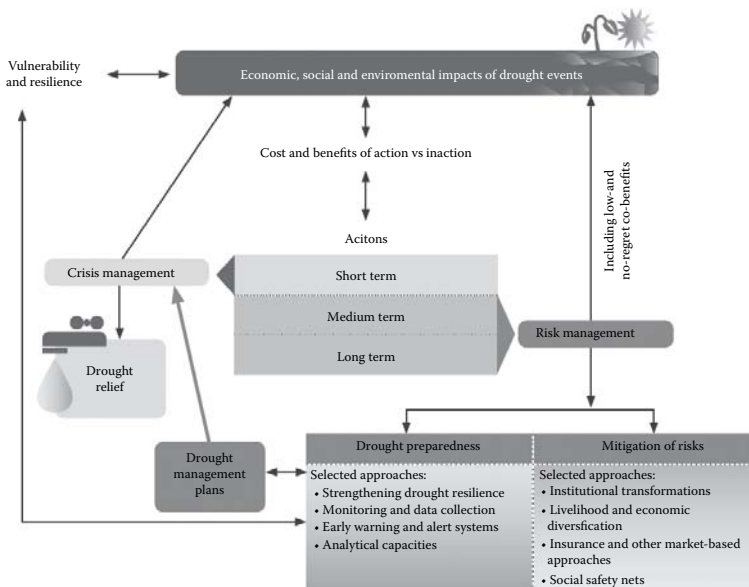 Vulnerability
and resilience
Economic, social and enviromental impacts of drought events
Cost and benefits of action vs inaction
Including low-and
no-regret co-benefits
Acitons
Crisis management
Short term
Medium term
Long term
Risk management
Drought
relief
Drought
management
plans
Drought preparedness
Selected approaches:
• Strengthening drought resilience
• Monitoring and data collection
• Early warning and alert systems
• Analytical capacities
Mitigation of risks
Selected approaches:
• Institutional transformations
• Livelihood and economic
diversfication
• Insurance and other market-based
approaches
• Social safety nets